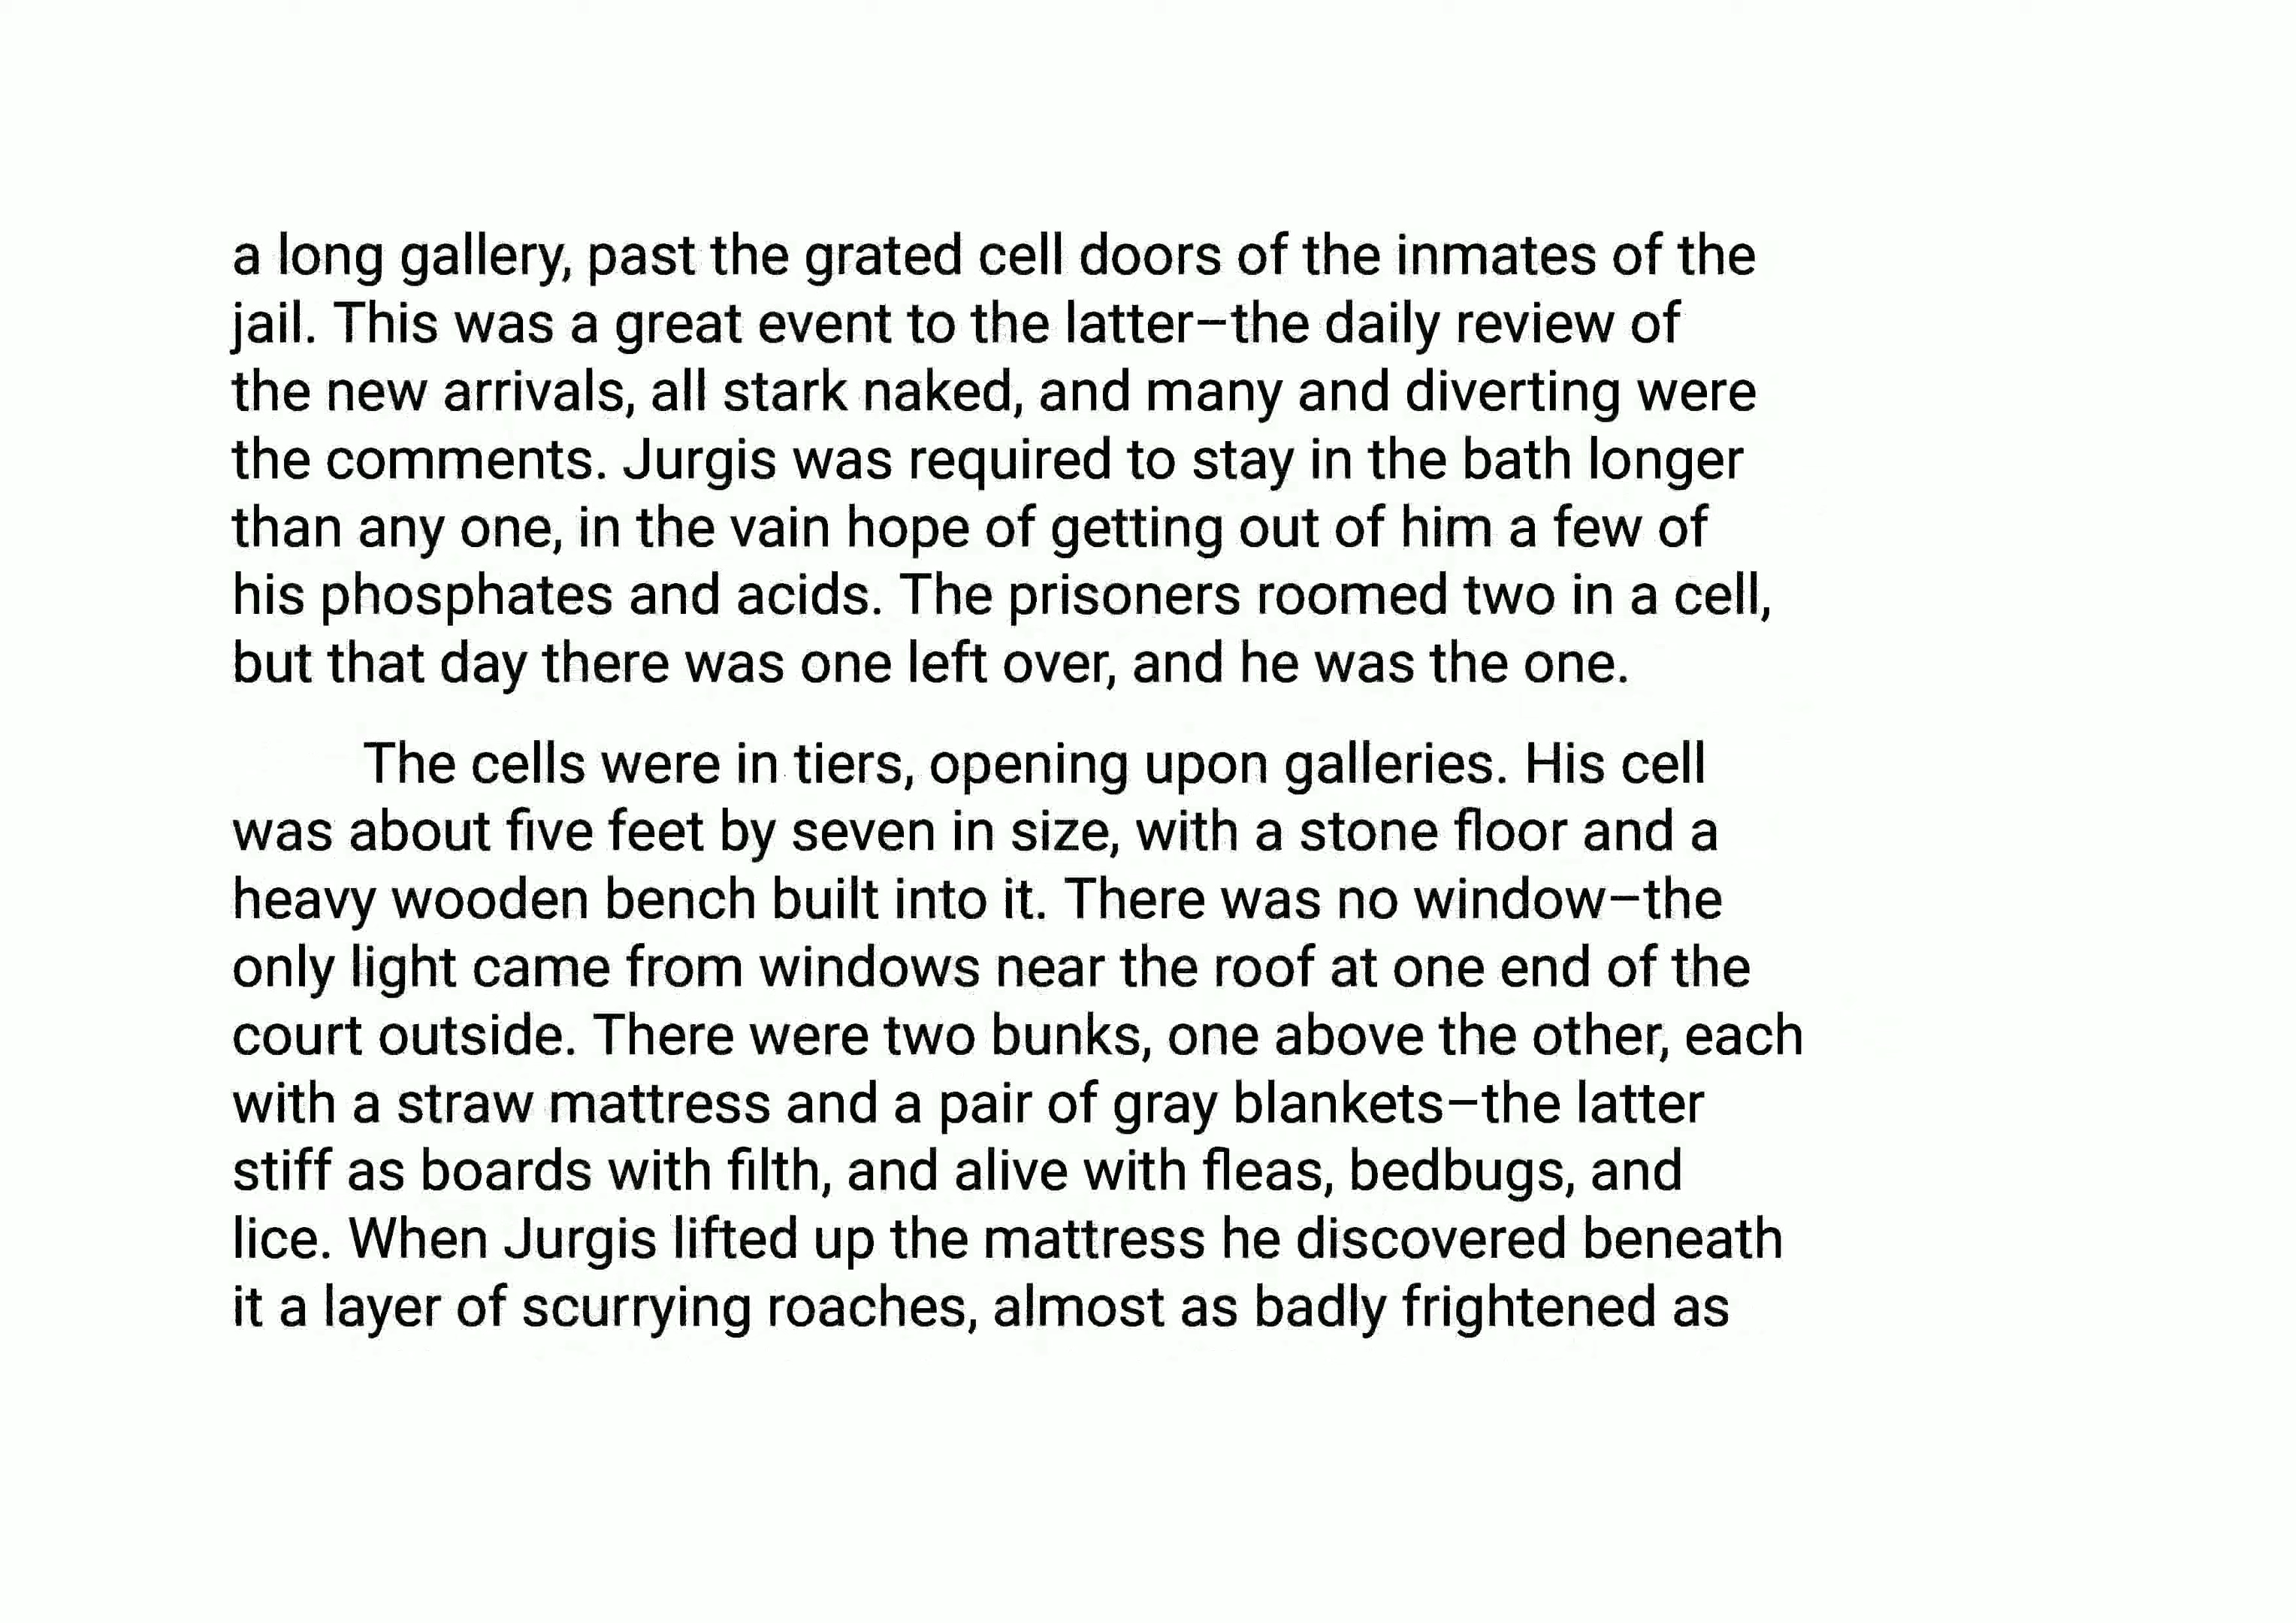 a long gallery, past the grated cell doors of the inmates of the
jail. This was a great event to the latter–the daily review of
the new arrivals, all stark naked, and many and diverting were
the comments. Jurgis was required to stay in the bath longer
than any one, in the vain hope of getting out of him a few of
his phosphates and acids. The prisoners roomed two in a cell,
but that day there was one left over, and he was the one.
The cells were in tiers, opening upon galleries. His cell
was about five feet by seven in size, with a stone floor and a
heavy wooden bench built into it. There was no window–the
only light came from windows near the roof at one end of the
court outside. There were two bunks, one above the other, each
with a straw mattress and a pair of gray blankets–the latter
stiff as boards with filth, and alive with fleas, bedbugs, and
lice. When Jurgis lifted up the mattress he discovered beneath
it a layer of scurrying roaches, almost as badly frightened as